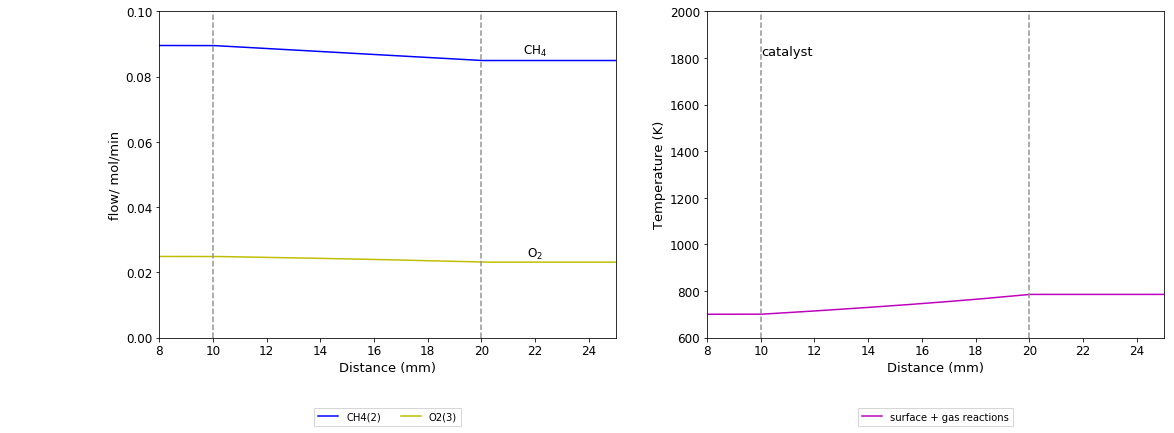 0.10
0.08
0.06
0.04
0.02
0.00
flow/ mol/min
CH₄
O₂
8 10 12 14 16 18 20 22 24
Distance (mm)
CH4(2) O2(3)
2000
1800
1600
1400
1200
1000
800
600
Temperature (K)
catalyst
8 10 12 14 16 18 20 22 24
Distance (mm)
surface + gas reactions